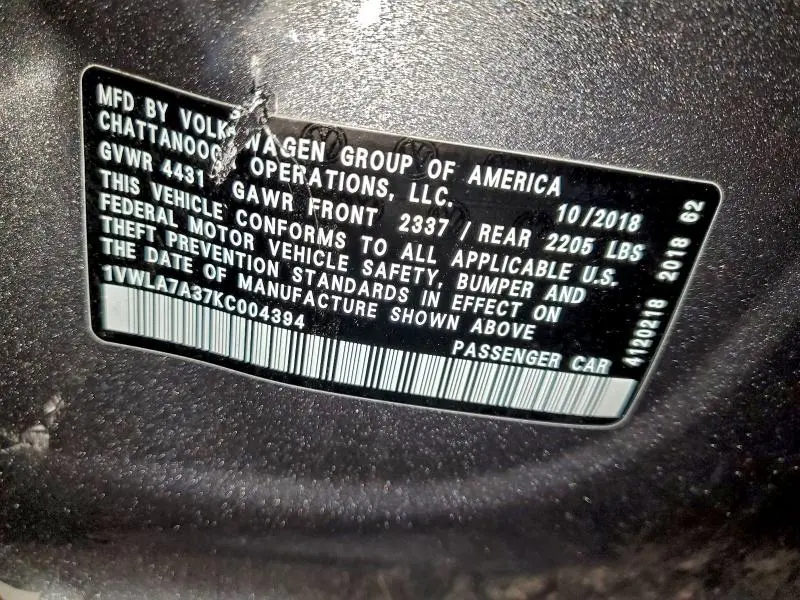 MFD BY VOLKSWAGEN GROUP OF AMERICA
CHATTANOOGA OPERATIONS, LLC. 10/2018
GVWR 4431 GAWR FRONT 2337 / REAR 2205 LBS
THIS VEHICLE CONFORMS TO ALL APPLICABLE U.S.
FEDERAL MOTOR VEHICLE SAFETY, BUMPER AND
THEFT PREVENTION STANDARDS IN EFFECT ON
THE DATE OF MANUFACTURE SHOWN ABOVE
1VWLA7A37KC004394 PASSENGER CAR
4120218 2018 62